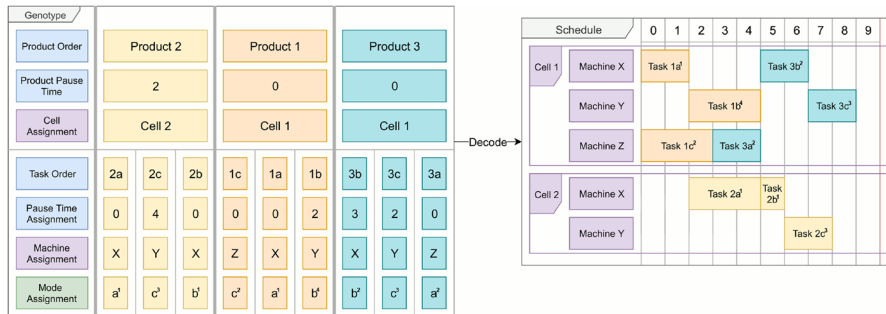 Genotype
Product Order
Product 2
Product 1
Product 3
Product Pause
Time
2
0
0
Cell
Assignment
Cell 2
Cell 1
Cell 1
Task Order
2a
2c
2b
1c
1a
1b
3b
3c
3a
Pause Time
Assignment
0
4
0
0
0
2
3
2
0
Machine
Assignment
X
Y
X
Z
X
Y
X
Y
Z
Mode
Assignment
a¹
c³
b¹
c²
a¹
b⁴
b²
c³
a²
Decode
Schedule
0 1 2 3 4 5 6 7 8 9
Cell 1
Machine X
Task 1a¹
Task 3b²
Machine Y
Task 1b⁴
Task 3c³
Machine Z
Task 1c²
Task 3a²
Cell 2
Machine X
Task 2a¹
Task
2b¹
Machine Y
Task 2c³